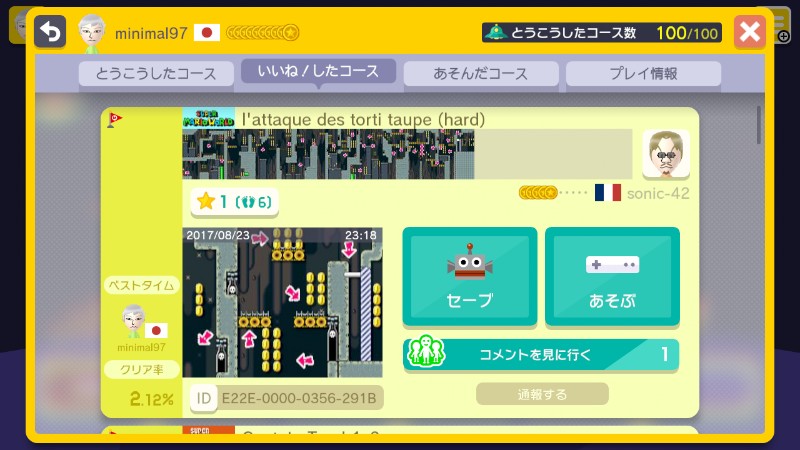 minimal97
とうこうしたコース数 100/100
とうこうしたコース
いいね!したコース
あそんだコース
プレイ情報
SUPER MARIO WORLD
l'attaque des torti taupe (hard)
1 (6)
sonic-42
2017/08/23 23:18
ベストタイム
minimal97
クリア率
2.12%
セーブ
あそぶ
コメントを見に行く 1
ID E22E-0000-0356-291B
通報する